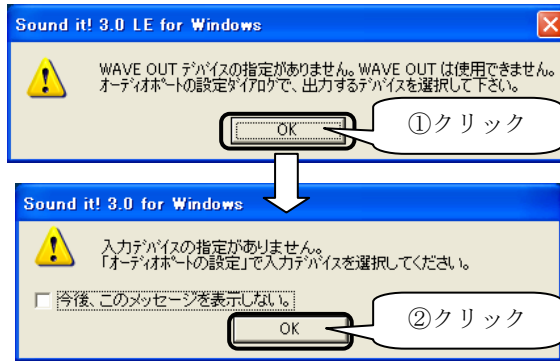 Sound it! 3.0 LE for Windows
WAVE OUT デバイスの指定がありません。WAVE OUT は使用できません。
オーディオポートの設定ダイアログで、出力するデバイスを選択して下さい。
OK
①クリック
Sound it! 3.0 for Windows
入力デバイスの指定がありません。
「オーディオポートの設定」で入力デバイスを選択してください。
今後、このメッセージを表示しない。
OK
②クリック